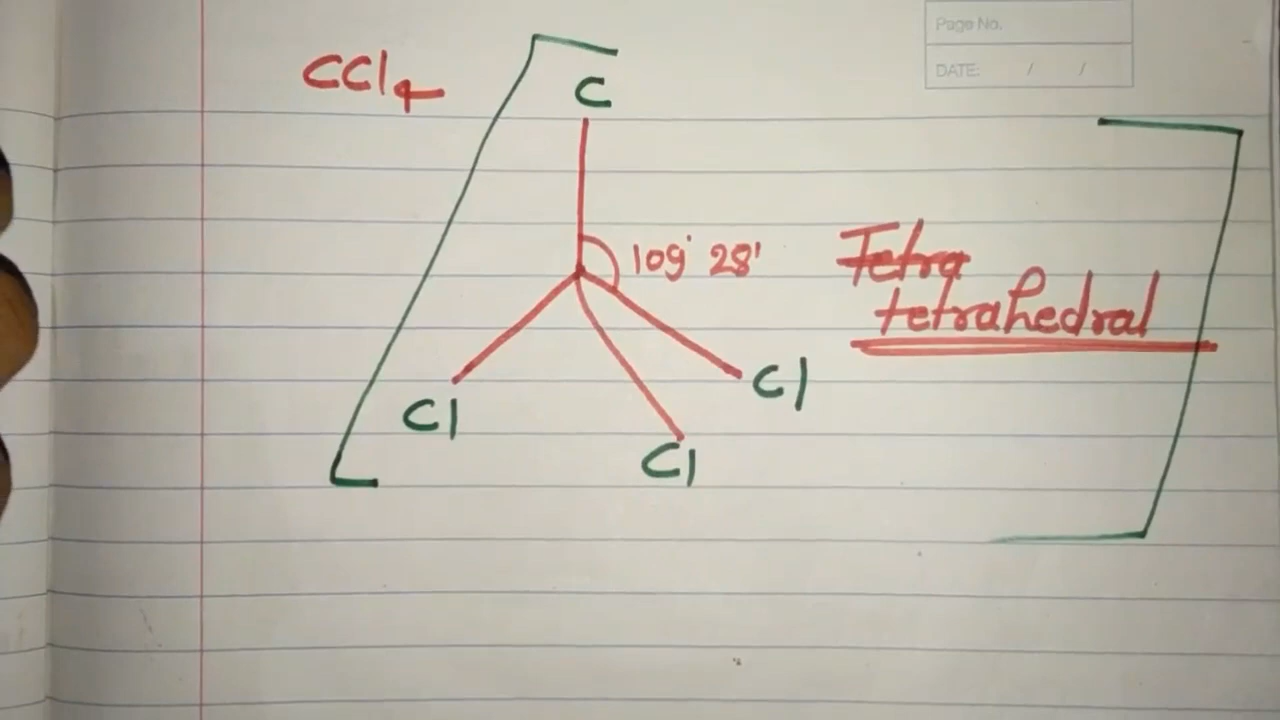 Page No.
DATE: / /
CCl4
C
109° 28'
Tetra
tetrahedral
Cl
Cl
Cl